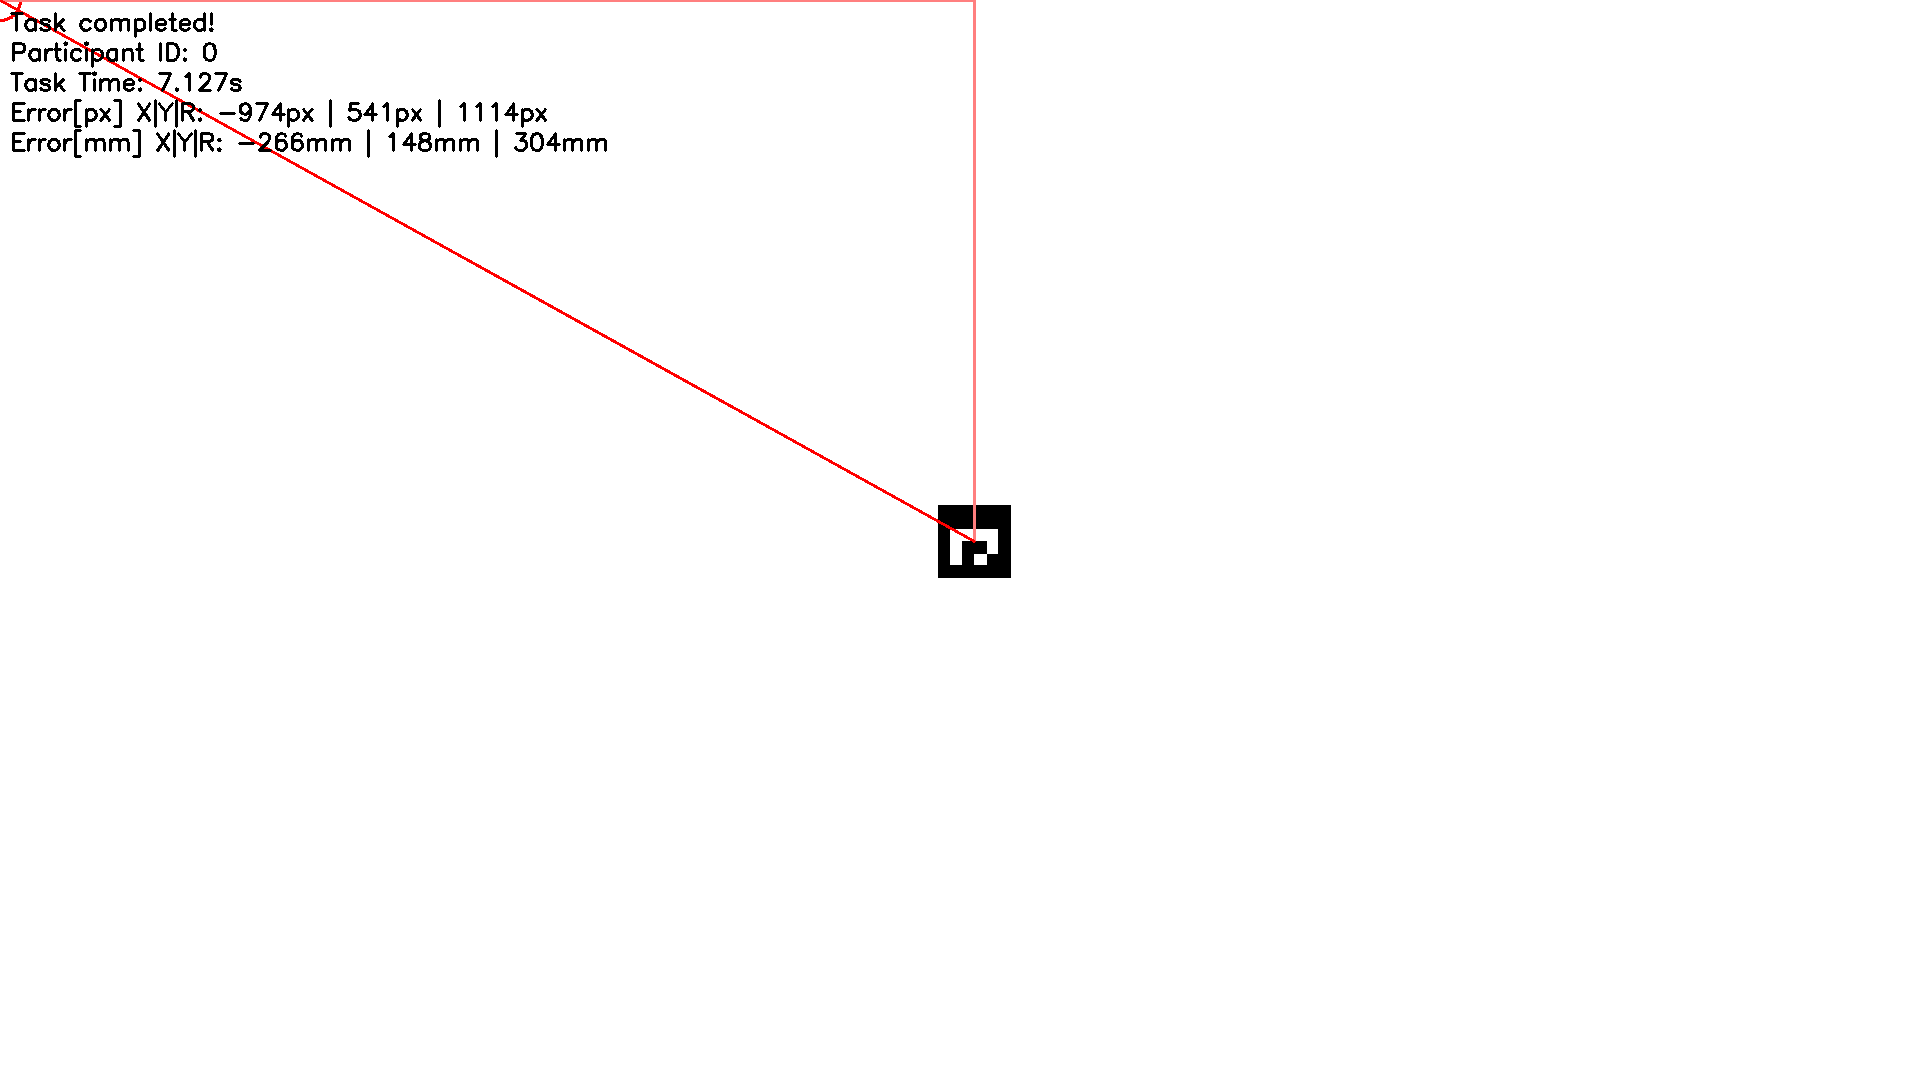 Task completed!
Participant ID: 0
Task Time: 7.127s
Error[px] X|Y|R: -974px | 541px | 1114px
Error[mm] X|Y|R: -266mm | 148mm | 304mm